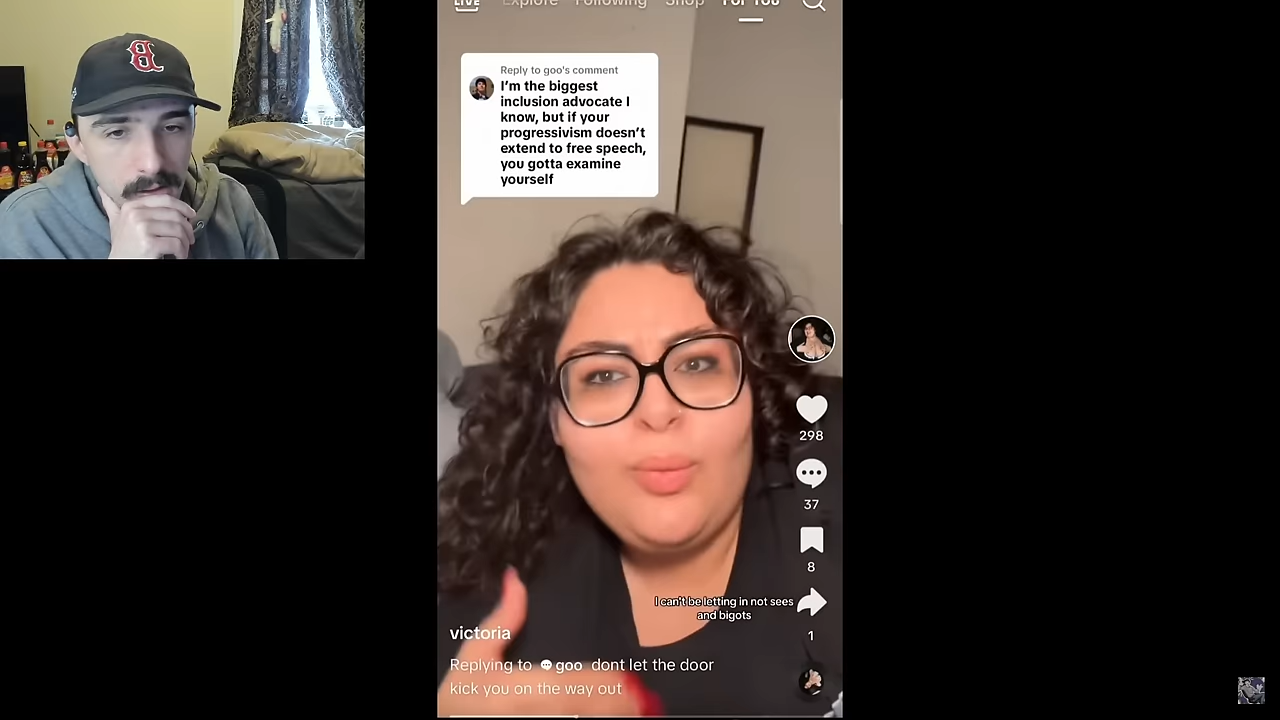 LIVE Explore Following Shop For You
Reply to goo's comment
I'm the biggest
inclusion advocate I
know, but if your
progressivism doesn't
extend to free speech,
you gotta examine
yourself
B
298
37
8
I can't be letting in not sees
and bigots
1
victoria
Replying to goo dont let the door
kick you on the way out